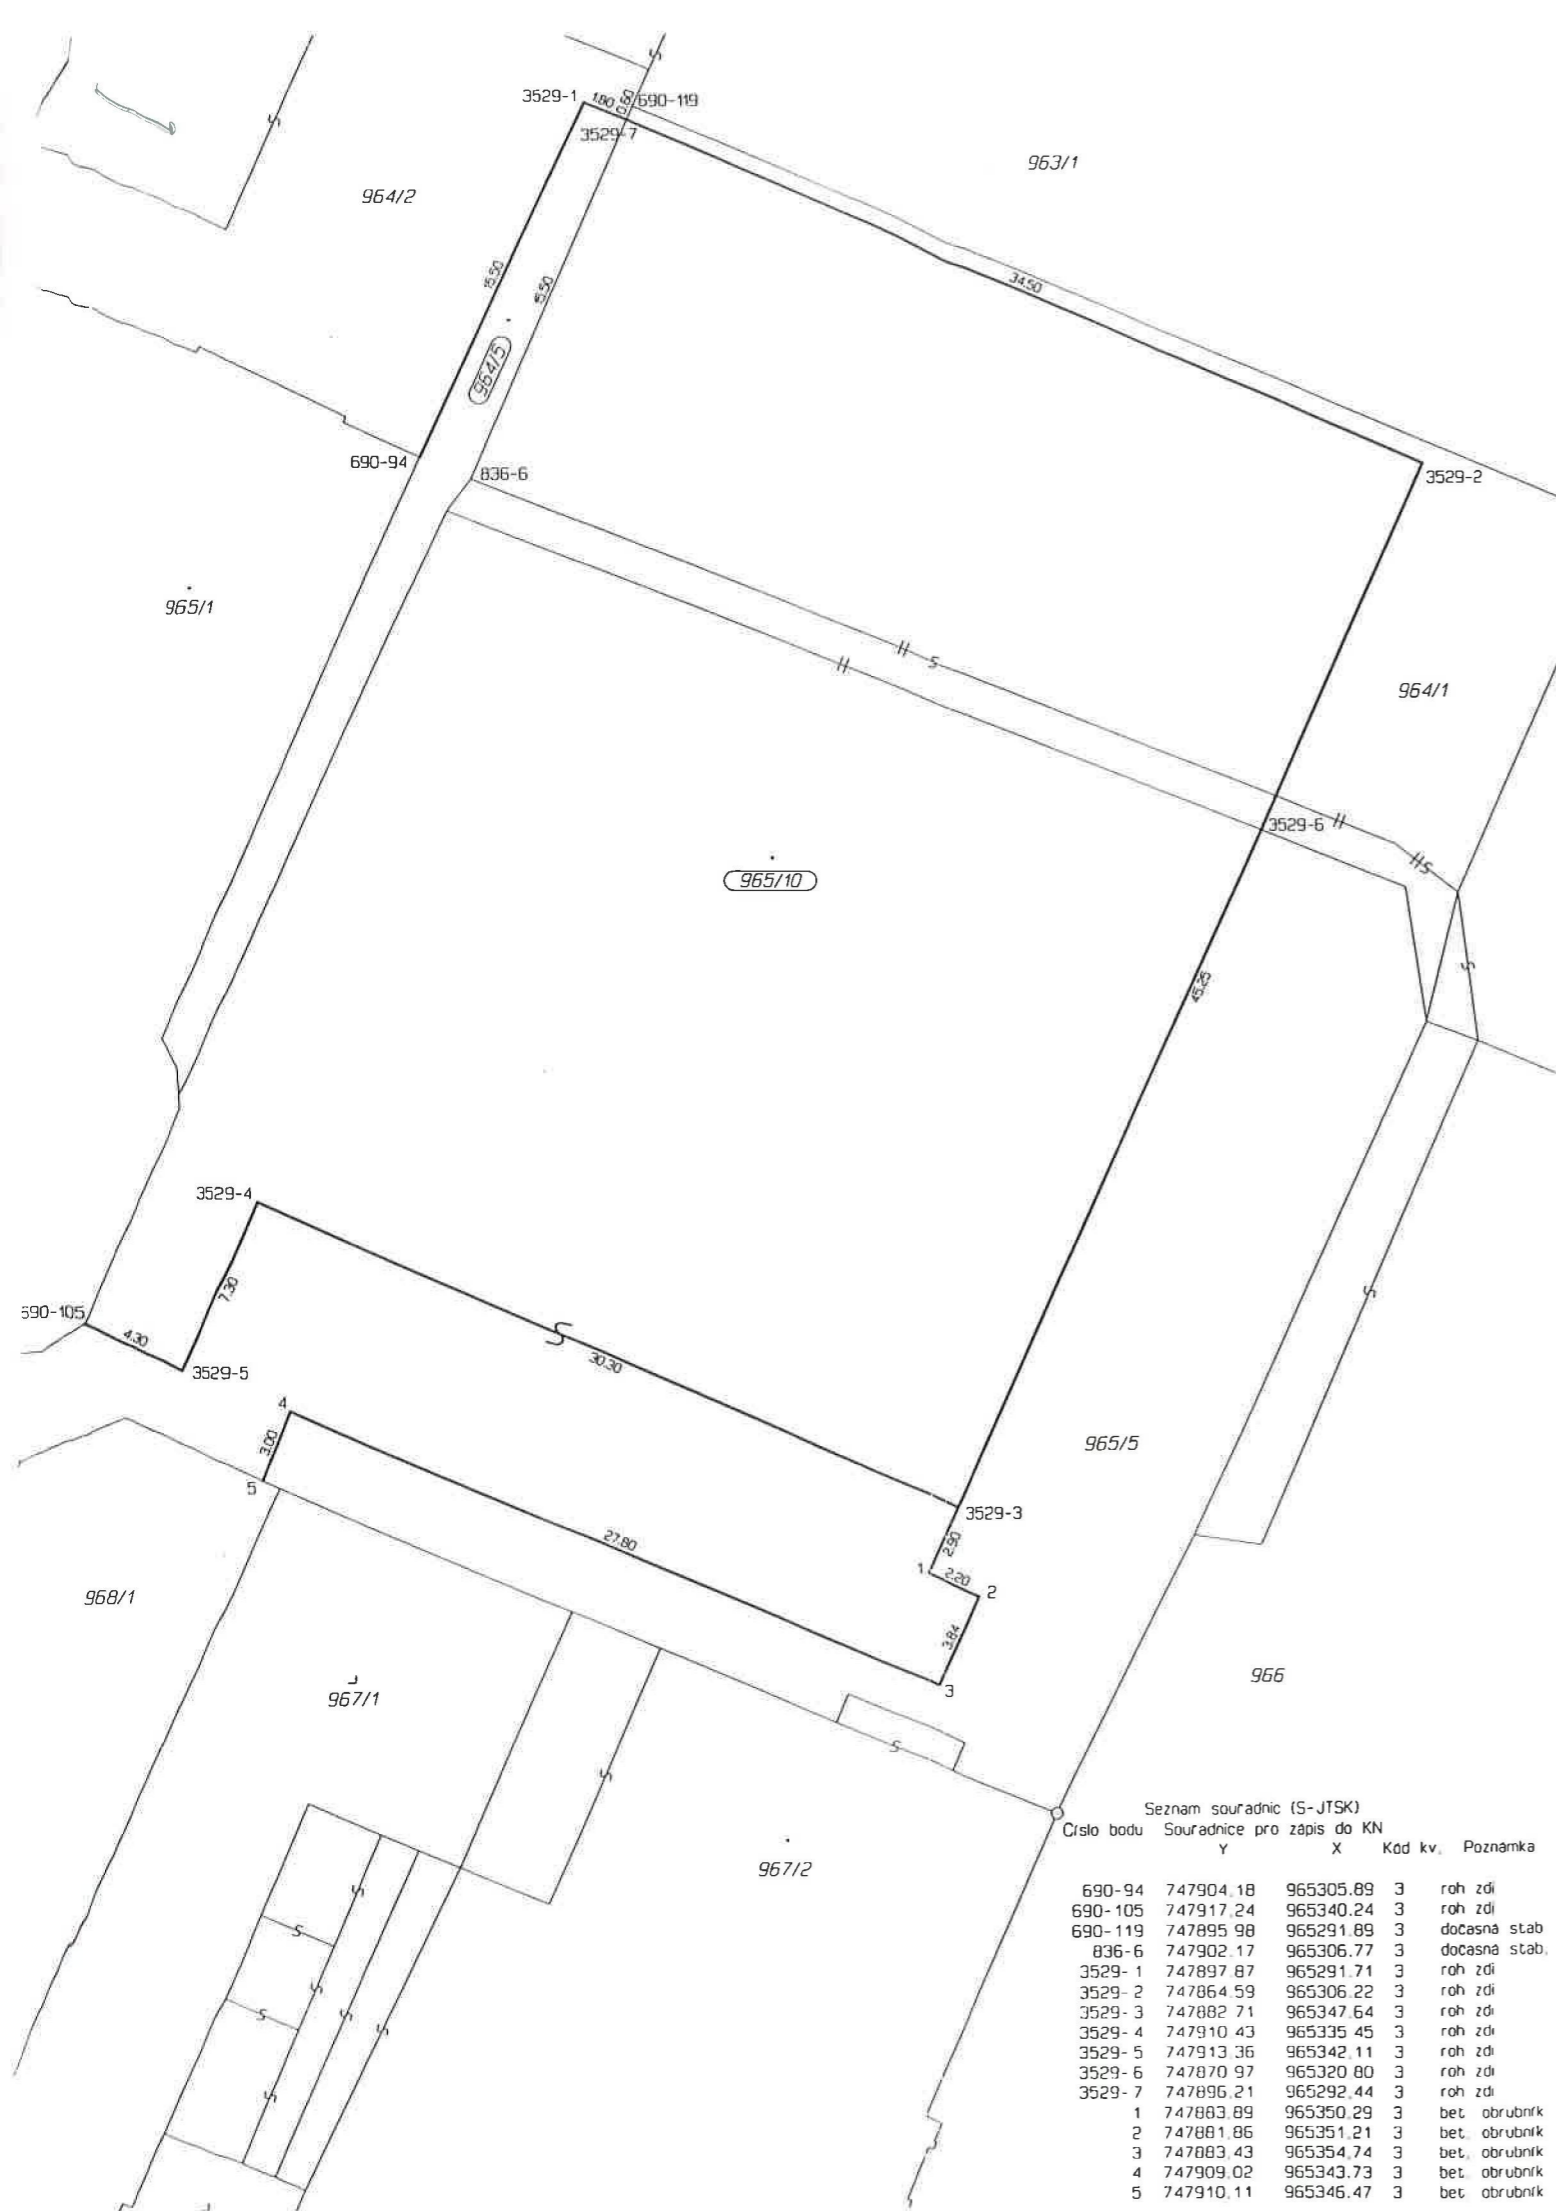 3529-1
1.80
0.60
690-119
3529-7
963/1
964/2
15.50
15.50
34.50
964/5
690-94
836-6
3529-2
965/1
964/1
3529-6
965/10
45.25
3529-4
7.30
690-105
4.30
3529-5
30.30
4
3.00
5
965/5
3529-3
2.90
27.80
1
2.20
2
968/1
3.84
3
966
967/1
967/2
Seznam souřadnic (S-JTSK)
Číslo bodu Souřadnice pro zápis do KN
Y X Kód kv. Poznámka
690-94 747904.18 965305.89 3 roh zdi
690-105 747917.24 965340.24 3 roh zdi
690-119 747895.98 965291.89 3 dočasná stab
836-6 747902.17 965306.77 3 dočasná stab.
3529-1 747897.87 965291.71 3 roh zdi
3529-2 747864.59 965306.22 3 roh zdi
3529-3 747882.71 965347.64 3 roh zdi
3529-4 747910.43 965335.45 3 roh zdi
3529-5 747913.36 965342.11 3 roh zdi
3529-6 747870.97 965320.80 3 roh zdi
3529-7 747896.21 965292.44 3 roh zdi
1 747883.89 965350.29 3 bet. obrubník
2 747881.86 965351.21 3 bet. obrubník
3 747883.43 965354.74 3 bet. obrubník
4 747909.02 965343.73 3 bet. obrubník
5 747910.11 965346.47 3 bet. obrubník